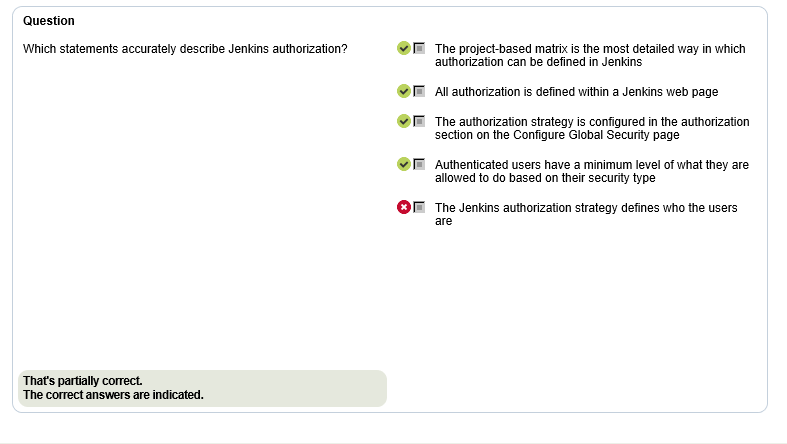 Question
Which statements accurately describe Jenkins authorization?
The project-based matrix is the most detailed way in which
authorization can be defined in Jenkins
All authorization is defined within a Jenkins web page
The authorization strategy is configured in the authorization
section on the Configure Global Security page
Authenticated users have a minimum level of what they are
allowed to do based on their security type
The Jenkins authorization strategy defines who the users
are
That's partially correct.
The correct answers are indicated.